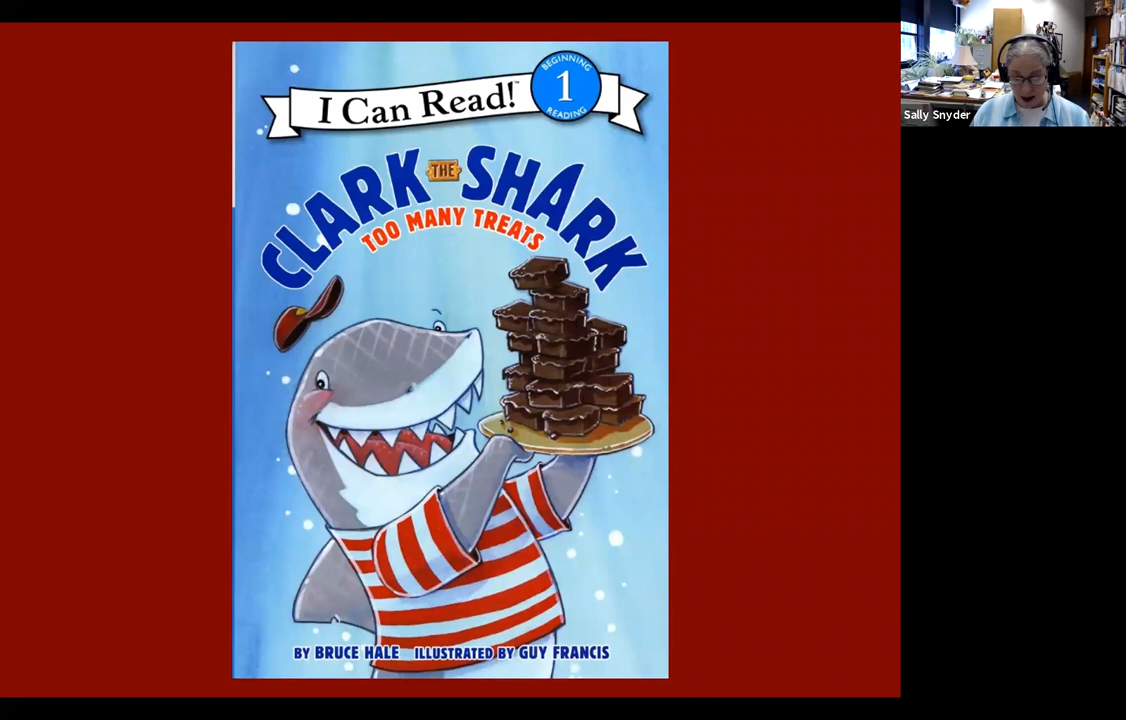 I Can Read!™
BEGINNING
1
READING
CLARK THE SHARK
TOO MANY TREATS
BY BRUCE HALE ILLUSTRATED BY GUY FRANCIS
Sally Snyder